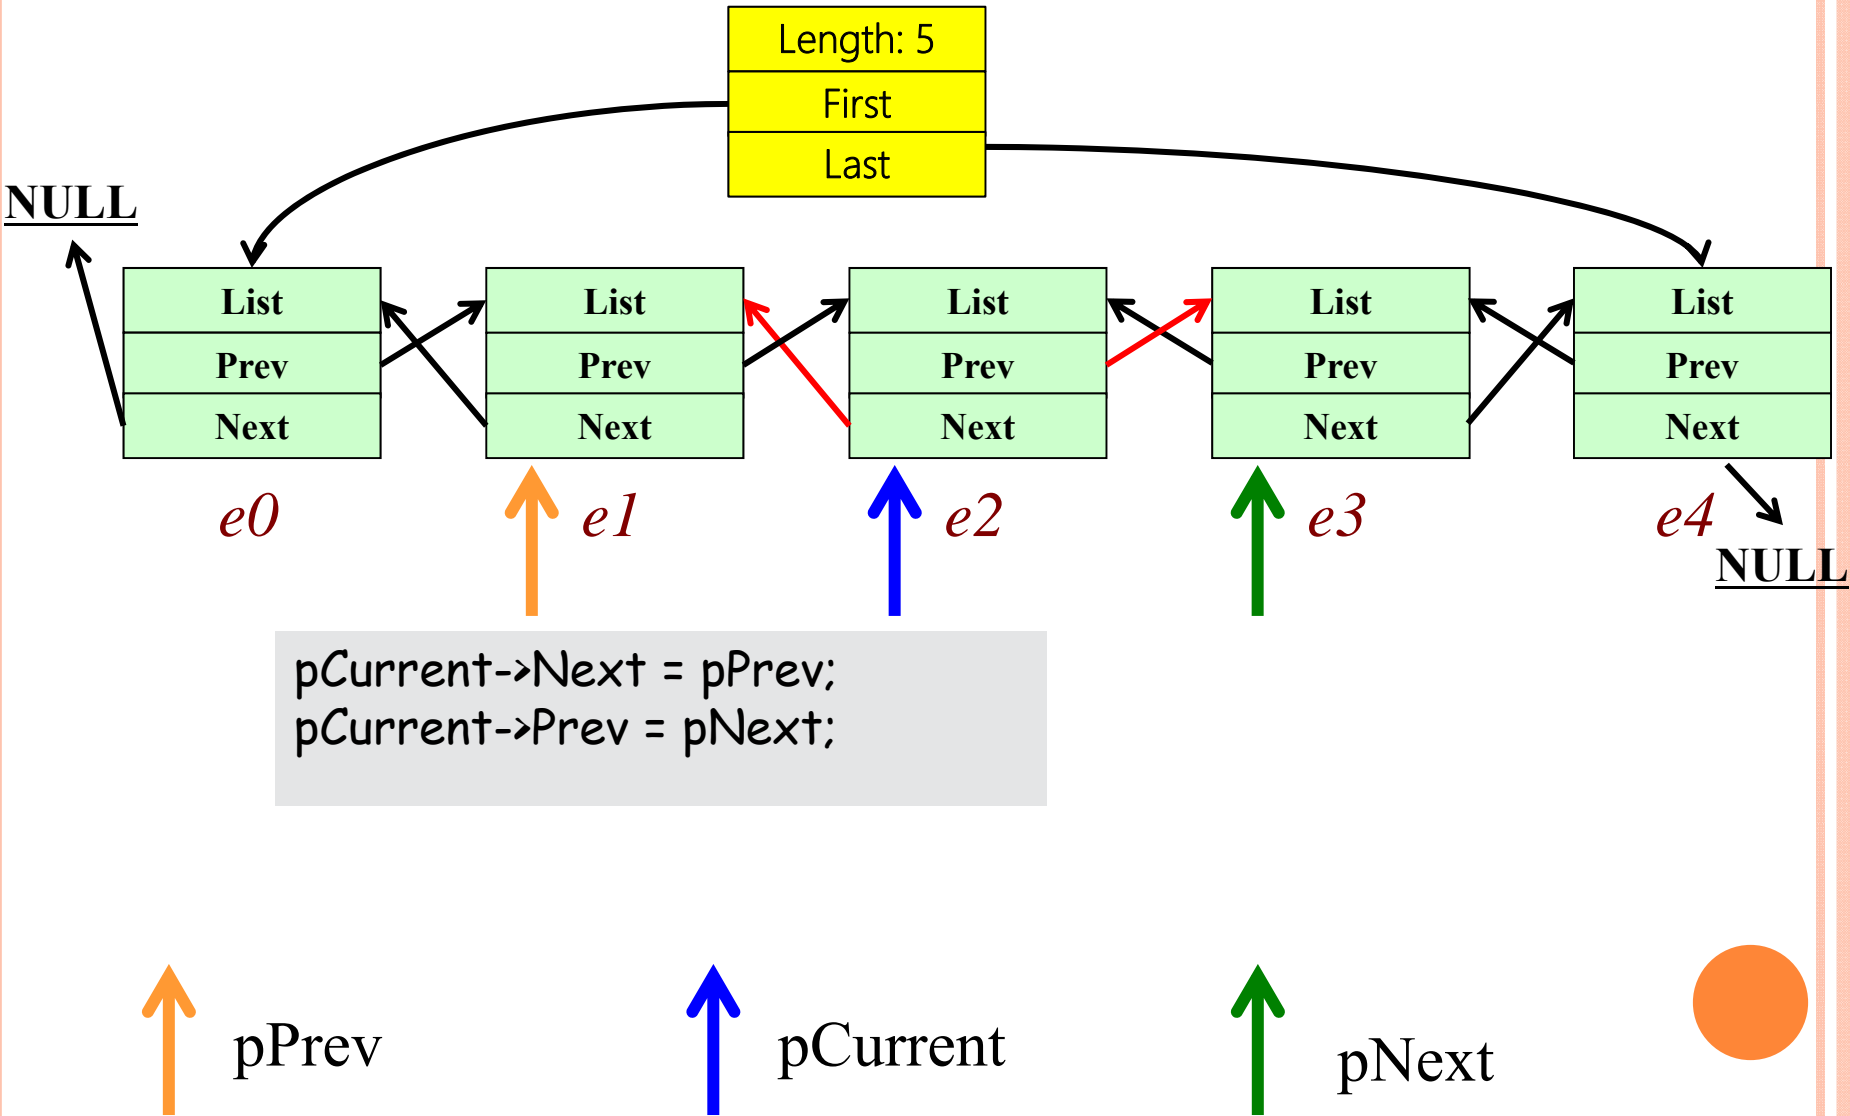 Length: 5
First
Last
NULL
List List List List List
Prev Prev Prev Prev Prev
Next Next Next Next Next
e0 e1 e2 e3 e4
NULL
pCurrent->Next = pPrev;
pCurrent->Prev = pNext;
pPrev pCurrent pNext